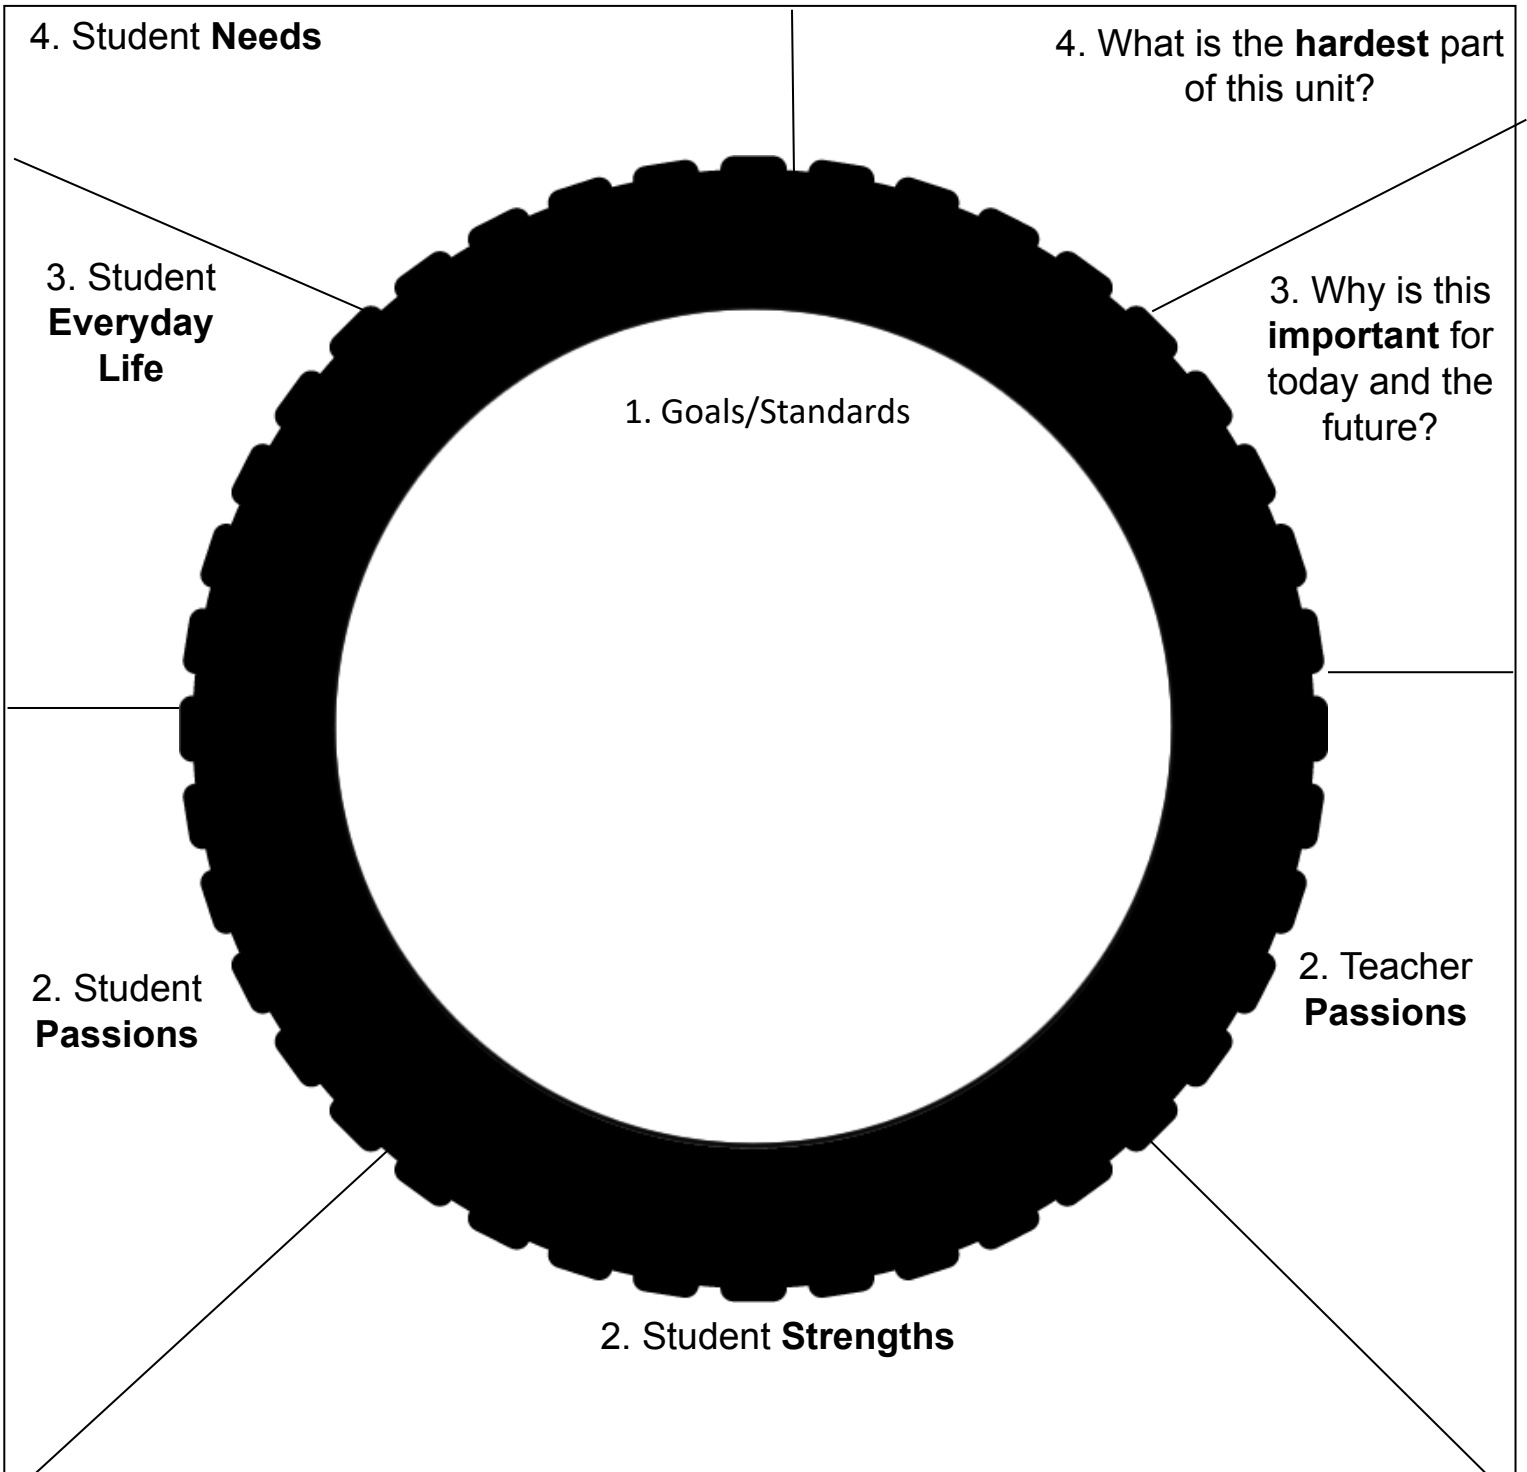 4. Student Needs
4. What is the hardest part
of this unit?
3. Student
Everyday
Life
3. Why is this
important for
today and the
future?
1. Goals/Standards
2. Student
Passions
2. Teacher
Passions
2. Student Strengths